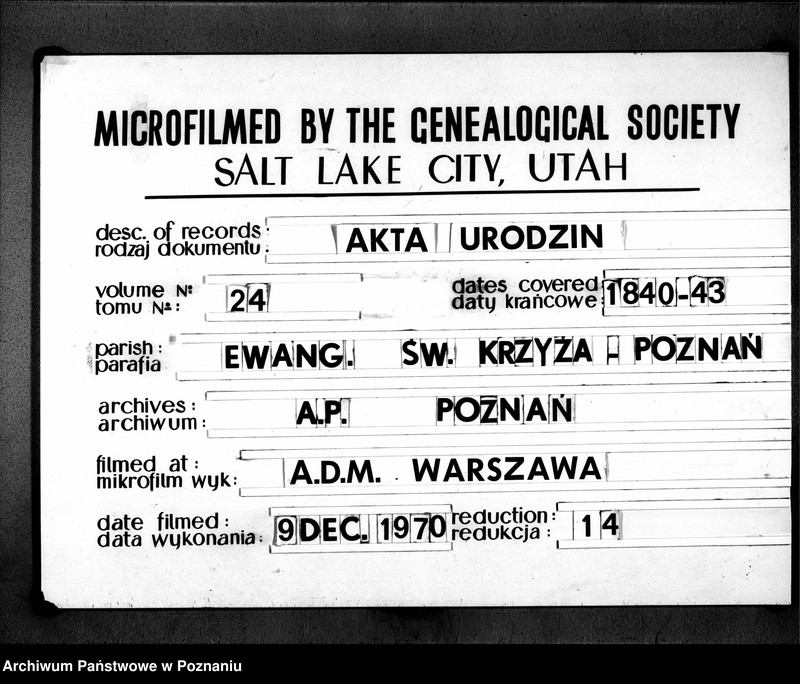 MICROFILMED BY THE GENEALOGICAL SOCIETY
SALT LAKE CITY, UTAH
desc. of records:
rodzaj dokumentu:
AKTA URODZIN
volume Nº
tomu Nº:
24
dates covered
daty krańcowe
1840-43
parish:
parafia
EWANG. ŚW. KRZYŻA - POZNAŃ
archives:
archiwum:
A.P. POZNAŃ
filmed at:
mikrofilm wyk:
A.D.M. WARSZAWA
date filmed:
data wykonania:
9 DEC. 1970
reduction:
redukcja:
14
Archiwum Państwowe w Poznaniu